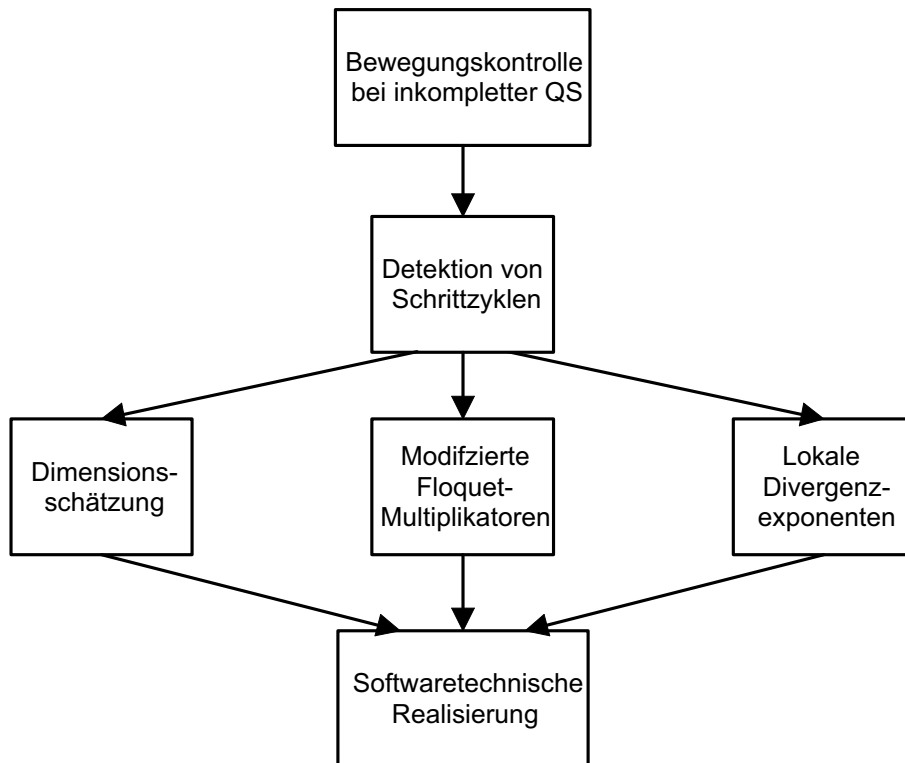 Bewegungskontrolle
bei inkompletter QS
Detektion von
Schrittzyklen
Dimensions-
schätzung
Modifzierte
Floquet-
Multiplikatoren
Lokale
Divergenz-
exponenten
Softwaretechnische
Realisierung